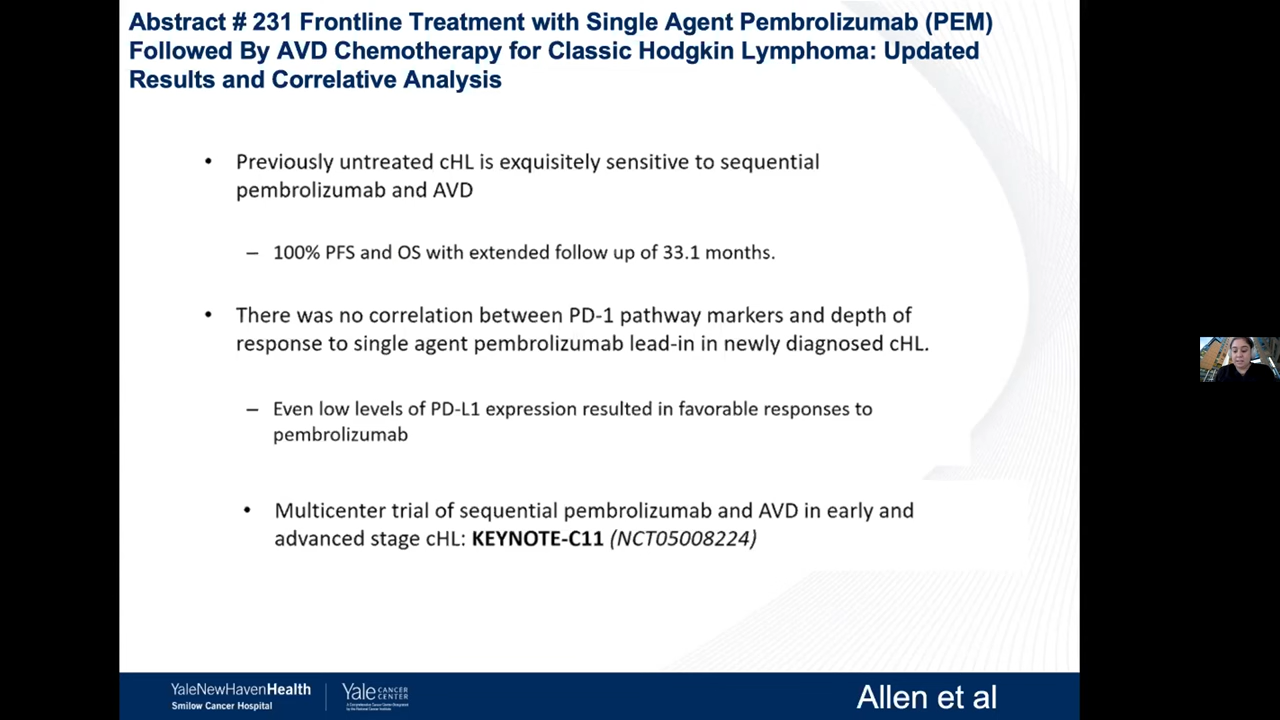 Abstract # 231 Frontline Treatment with Single Agent Pembrolizumab (PEM)
Followed By AVD Chemotherapy for Classic Hodgkin Lymphoma: Updated
Results and Correlative Analysis
• Previously untreated cHL is exquisitely sensitive to sequential
pembrolizumab and AVD
– 100% PFS and OS with extended follow up of 33.1 months.
• There was no correlation between PD-1 pathway markers and depth of
response to single agent pembrolizumab lead-in in newly diagnosed cHL.
– Even low levels of PD-L1 expression resulted in favorable responses to
pembrolizumab
• Multicenter trial of sequential pembrolizumab and AVD in early and
advanced stage cHL: KEYNOTE-C11 (NCT05008224)
YaleNewHavenHealth
Smilow Cancer Hospital
Yale CANCER
CENTER
Allen et al